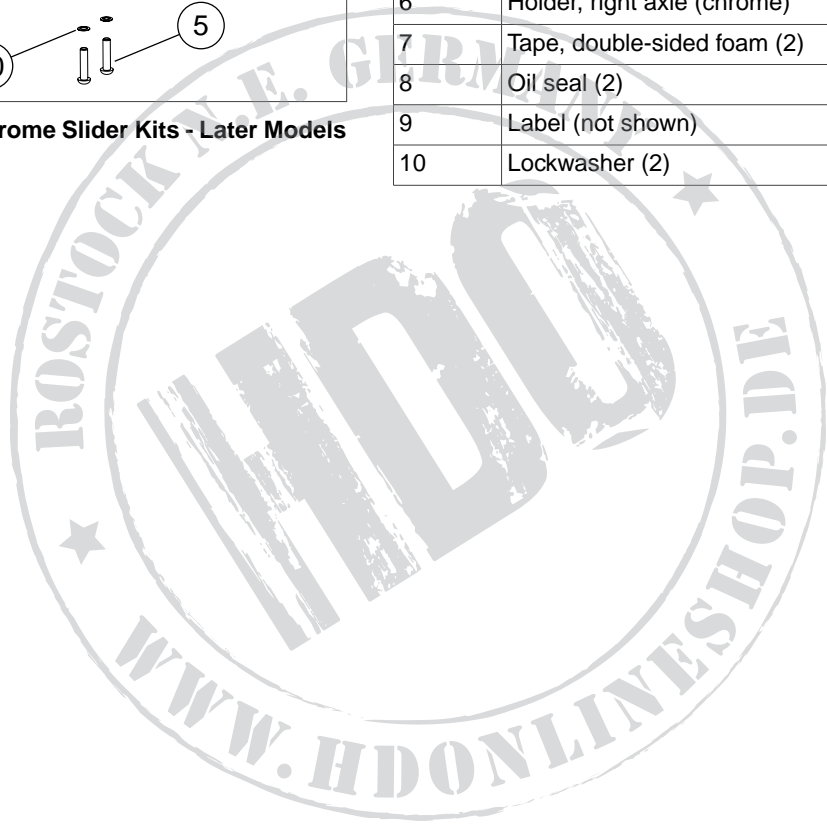 5
rome Slider Kits - Later Models
6 Holder, right axle (chrome)
7 Tape, double-sided foam (2)
8 Oil seal (2)
9 Label (not shown)
10 Lockwasher (2)
ROSTOCK N.E. GERMANY
HDO
WWW.HDONLINESHOP.DE